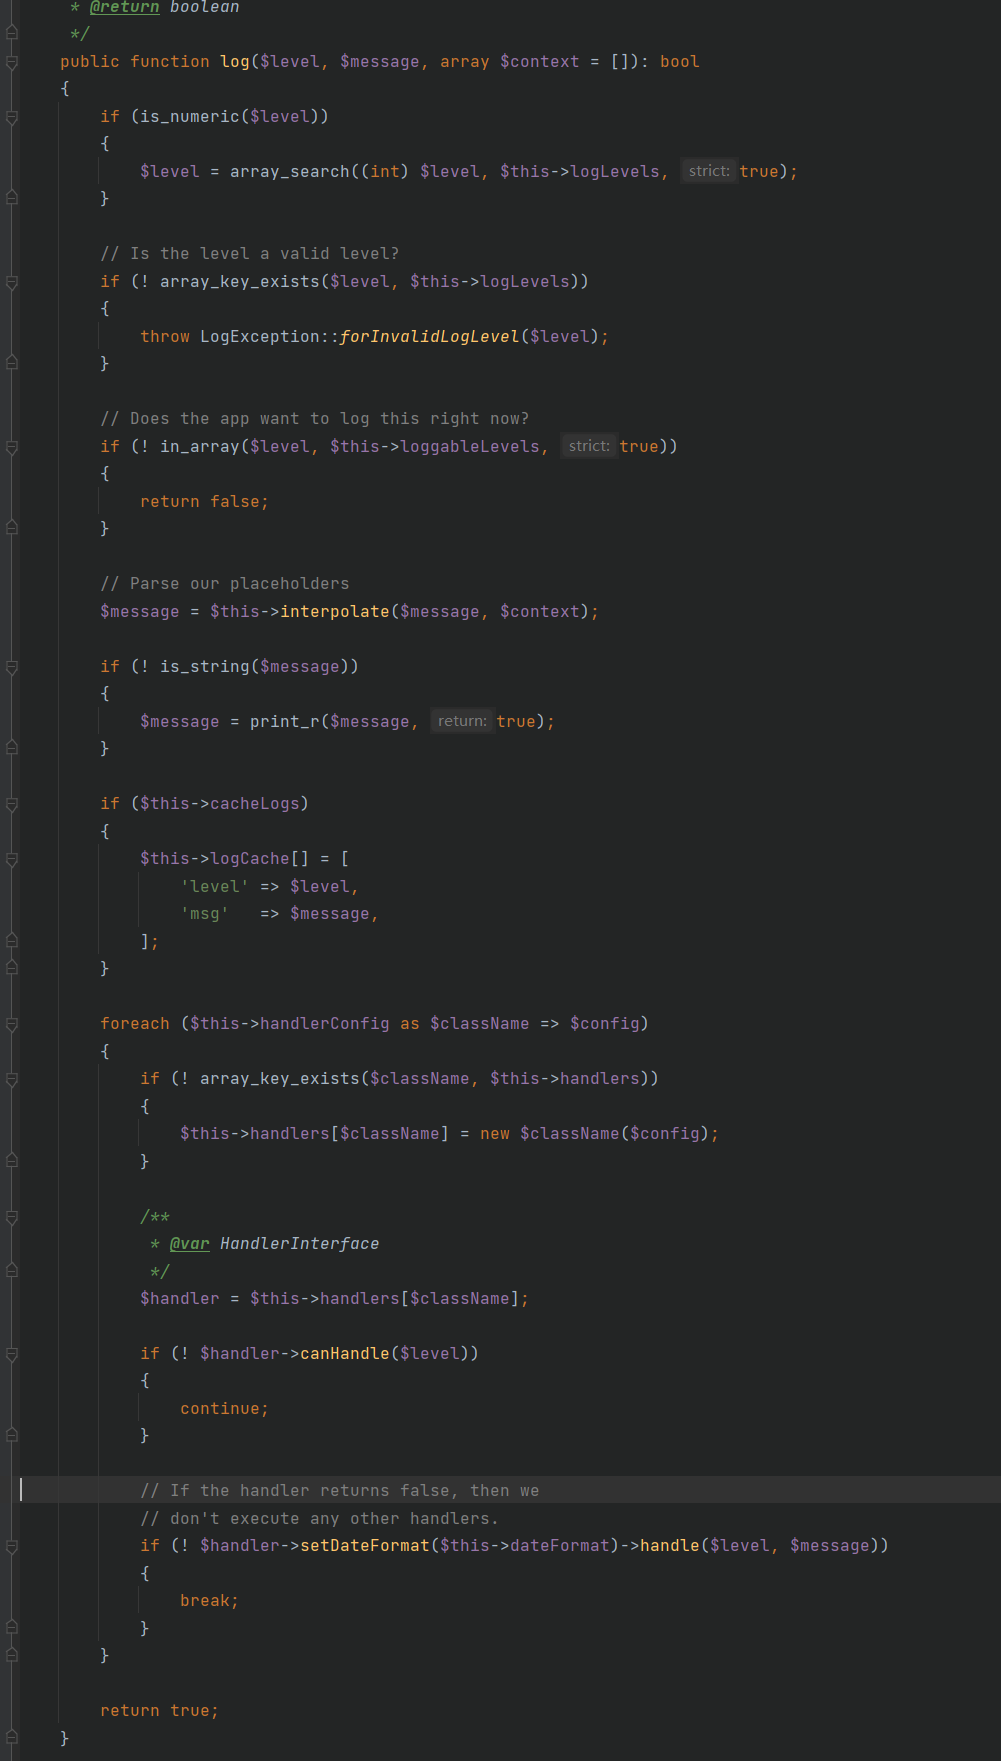 * @return boolean
*/
public function log($level, $message, array $context = []): bool
{
if (is_numeric($level))
{
$level = array_search((int) $level, $this->logLevels, strict: true);
}
// Is the level a valid level?
if (! array_key_exists($level, $this->logLevels))
{
throw LogException::forInvalidLogLevel($level);
}
// Does the app want to log this right now?
if (! in_array($level, $this->loggableLevels, strict: true))
{
return false;
}
// Parse our placeholders
$message = $this->interpolate($message, $context);
if (! is_string($message))
{
$message = print_r($message, return: true);
}
if ($this->cacheLogs)
{
$this->logCache[] = [
'level' => $level,
'msg'   => $message,
];
}
foreach ($this->handlerConfig as $className => $config)
{
if (! array_key_exists($className, $this->handlers))
{
$this->handlers[$className] = new $className($config);
}
/**
* @var HandlerInterface
*/
$handler = $this->handlers[$className];
if (! $handler->canHandle($level))
{
continue;
}
// If the handler returns false, then we
// don't execute any other handlers.
if (! $handler->setDateFormat($this->dateFormat)->handle($level, $message))
{
break;
}
}
return true;
}